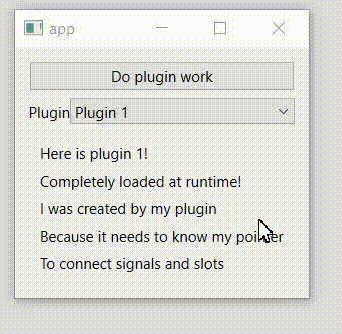 app
Do plugin work
Plugin Plugin 1
Here is plugin 1!
Completely loaded at runtime!
I was created by my plugin
Because it needs to know my
To connect signals and slots